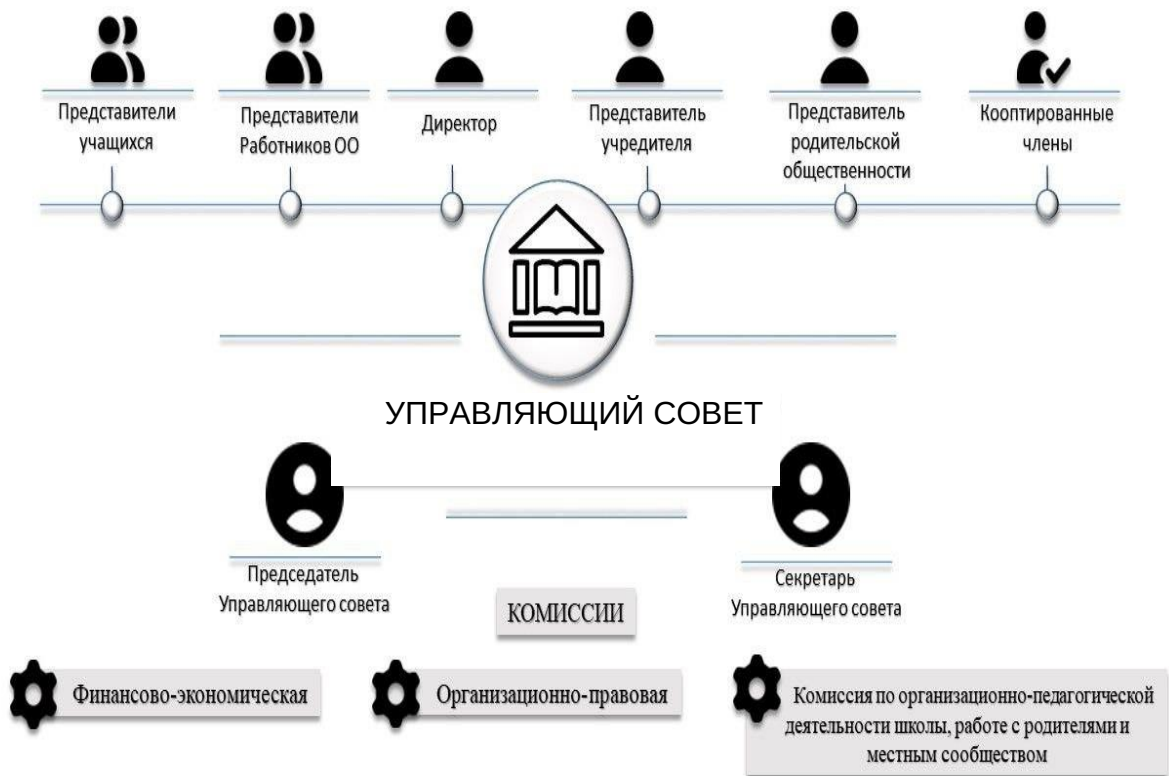 Представители
учащихся
Представители
Работников ОО
Директор
Представитель
учредителя
Представитель
родительской
общественности
Кооптированные
члены
УПРАВЛЯЮЩИЙ СОВЕТ
Председатель
Управляющего совета
Секретарь
Управляющего совета
КОМИССИИ
Финансово-экономическая
Организационно-правовая
Комиссия по организационно-педагогической
деятельности школы, работе с родителями и
местным сообществом